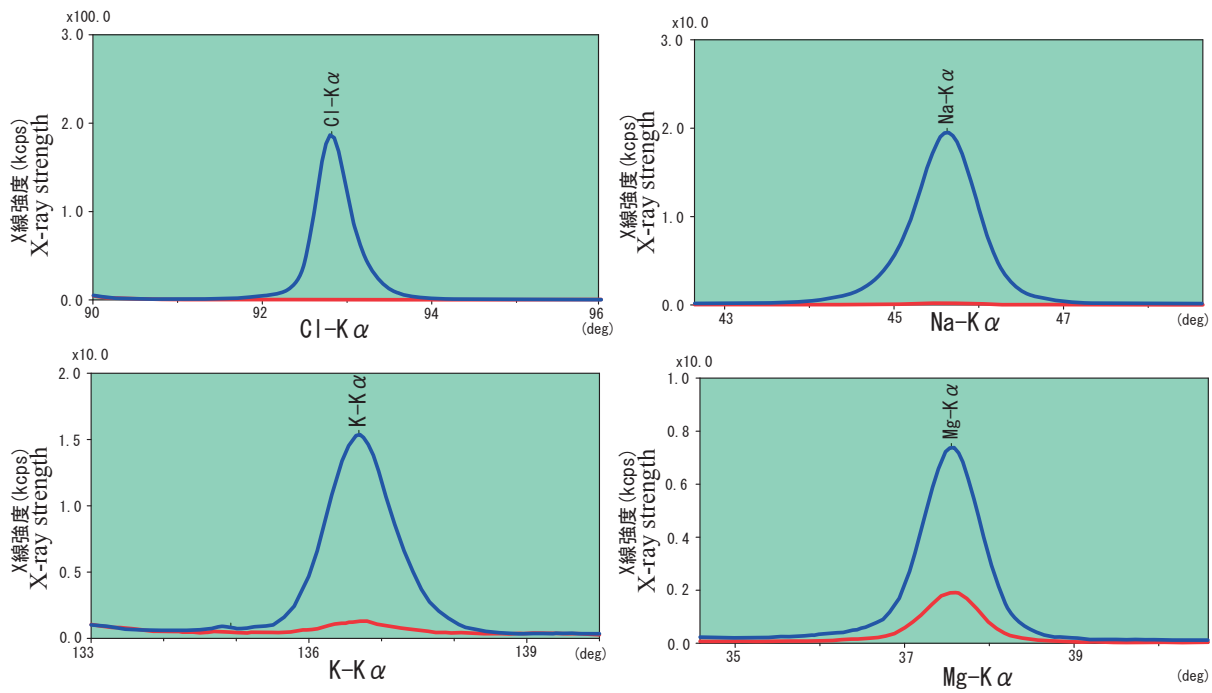 x100.0
3.0
2.0
1.0
0.0
X線強度(kcps)
X-ray strength
Cl-Kα
90
92
94
96
(deg)
Cl-Kα
x10.0
3.0
2.0
1.0
0.0
X線強度(kcps)
X-ray strength
Na-Kα
43
45
47
(deg)
Na-Kα
x10.0
2.0
1.5
1.0
0.5
0.0
X線強度(kcps)
X-ray strength
K-Kα
133
136
139
(deg)
K-Kα
x10.0
1.0
0.8
0.6
0.4
0.2
0.0
X線強度(kcps)
X-ray strength
Mg-Kα
35
37
39
(deg)
Mg-Kα